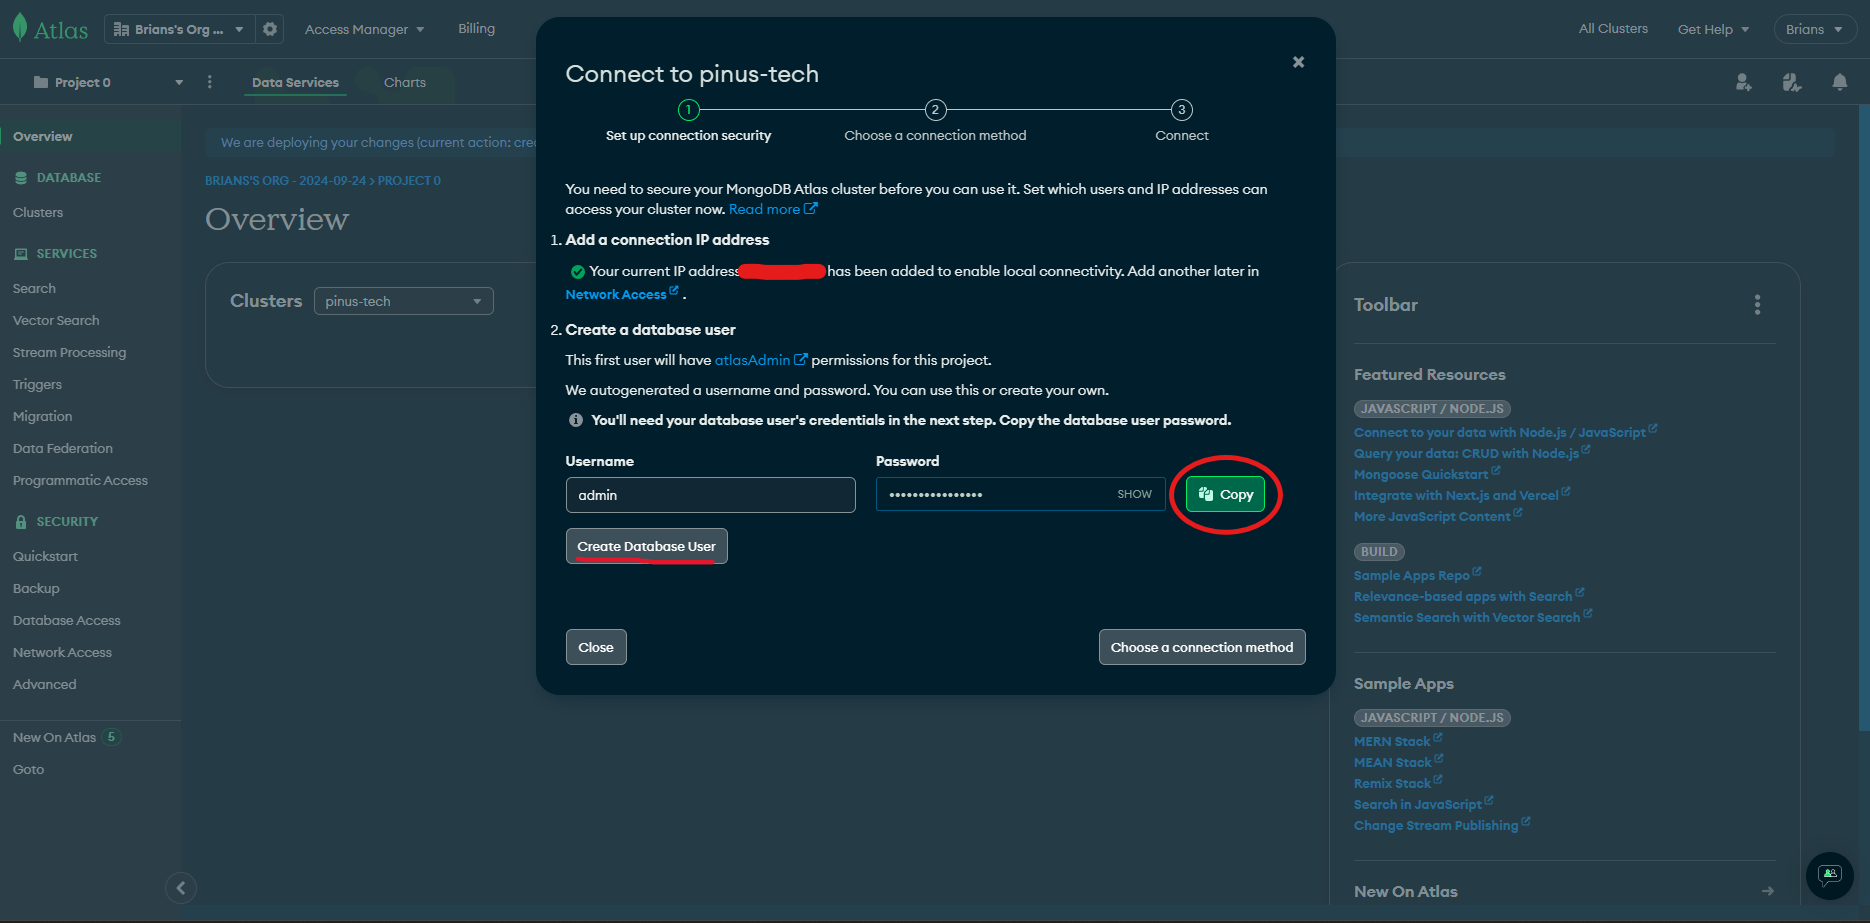 Atlas
Brians's Org ...
Access Manager
Billing
All Clusters
Get Help
Brians
Project 0
Data Services
Charts
Overview
DATABASE
Clusters
SERVICES
Search
Vector Search
Stream Processing
Triggers
Migration
Data Federation
Programmatic Access
SECURITY
Quickstart
Backup
Database Access
Network Access
Advanced
New On Atlas 5
Goto
We are deploying your changes (current action:
BRIANS'S ORG - 2024-09-24 > PROJECT 0
Overview
Clusters
pinus-tech
Connect to pinus-tech
1
2
3
Set up connection security
Choose a connection method
Connect
You need to secure your MongoDB Atlas cluster before you can use it. Set which users and IP addresses can
access your cluster now. Read more
1. Add a connection IP address
Your current IP address has been added to enable local connectivity. Add another later in
Network Access .
2. Create a database user
This first user will have atlasAdmin permissions for this project.
We autogenerated a username and password. You can use this or create your own.
You'll need your database user's credentials in the next step. Copy the database user password.
Username
Password
admin
••••••••••••••••
SHOW
Copy
Create Database User
Close
Choose a connection method
Toolbar
Featured Resources
JAVASCRIPT / NODE.JS
Connect to your data with Node.js / JavaScript
Query your data: CRUD with Node.js
Mongoose Quickstart
Integrate with Next.js and Vercel
More JavaScript Content
BUILD
Sample Apps Repo
Relevance-based apps with Search
Semantic Search with Vector Search
Sample Apps
JAVASCRIPT / NODE.JS
MERN Stack
MEAN Stack
Remix Stack
Search in JavaScript
Change Stream Publishing
New On Atlas